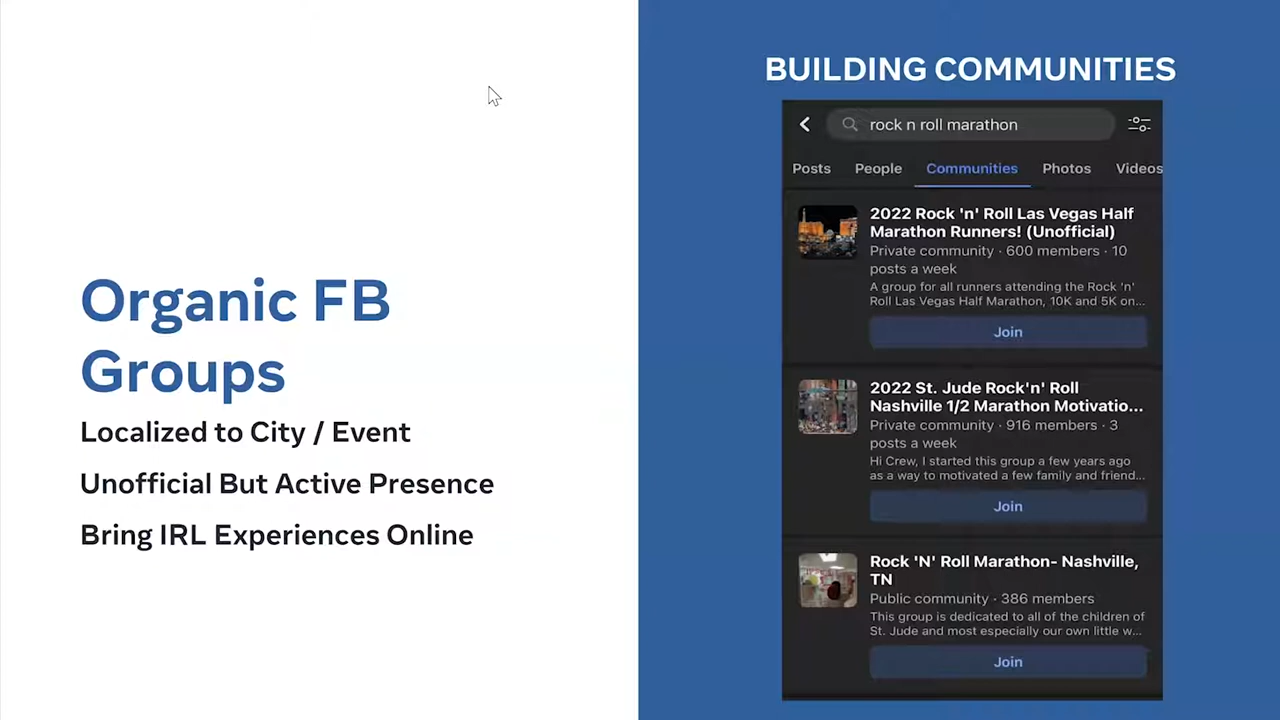 Organic FB
Groups
Localized to City / Event
Unofficial But Active Presence
Bring IRL Experiences Online
BUILDING COMMUNITIES
rock n roll marathon
Posts People Communities Photos Videos
2022 Rock 'n' Roll Las Vegas Half
Marathon Runners! (Unofficial)
Private community · 600 members · 10
posts a week
A group for all runners attending the Rock 'n'
Roll Las Vegas Half Marathon, 10K and 5K on...
Join
2022 St. Jude Rock'n' Roll
Nashville 1/2 Marathon Motivatio...
Private community · 916 members · 3
posts a week
Hi Crew, I started this group a few years ago
as a way to motivated a few family and friend...
Join
Rock 'N' Roll Marathon- Nashville,
TN
Public community · 386 members
This group is dedicated to all of the children of
St. Jude and most especially our own little w...
Join